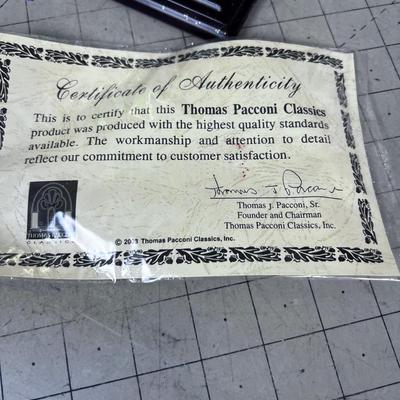 Certificate of Authenticity
This is to certify that this Thomas Pacconi Classics
product was produced with the highest quality standards
available. The workmanship and attention to detail
reflect our commitment to customer satisfaction.
Thomas J. Pacconi, Sr.
Founder and Chairman
Thomas Pacconi Classics, Inc.
CLASSICS
© 2003 Thomas Pacconi Classics, Inc.